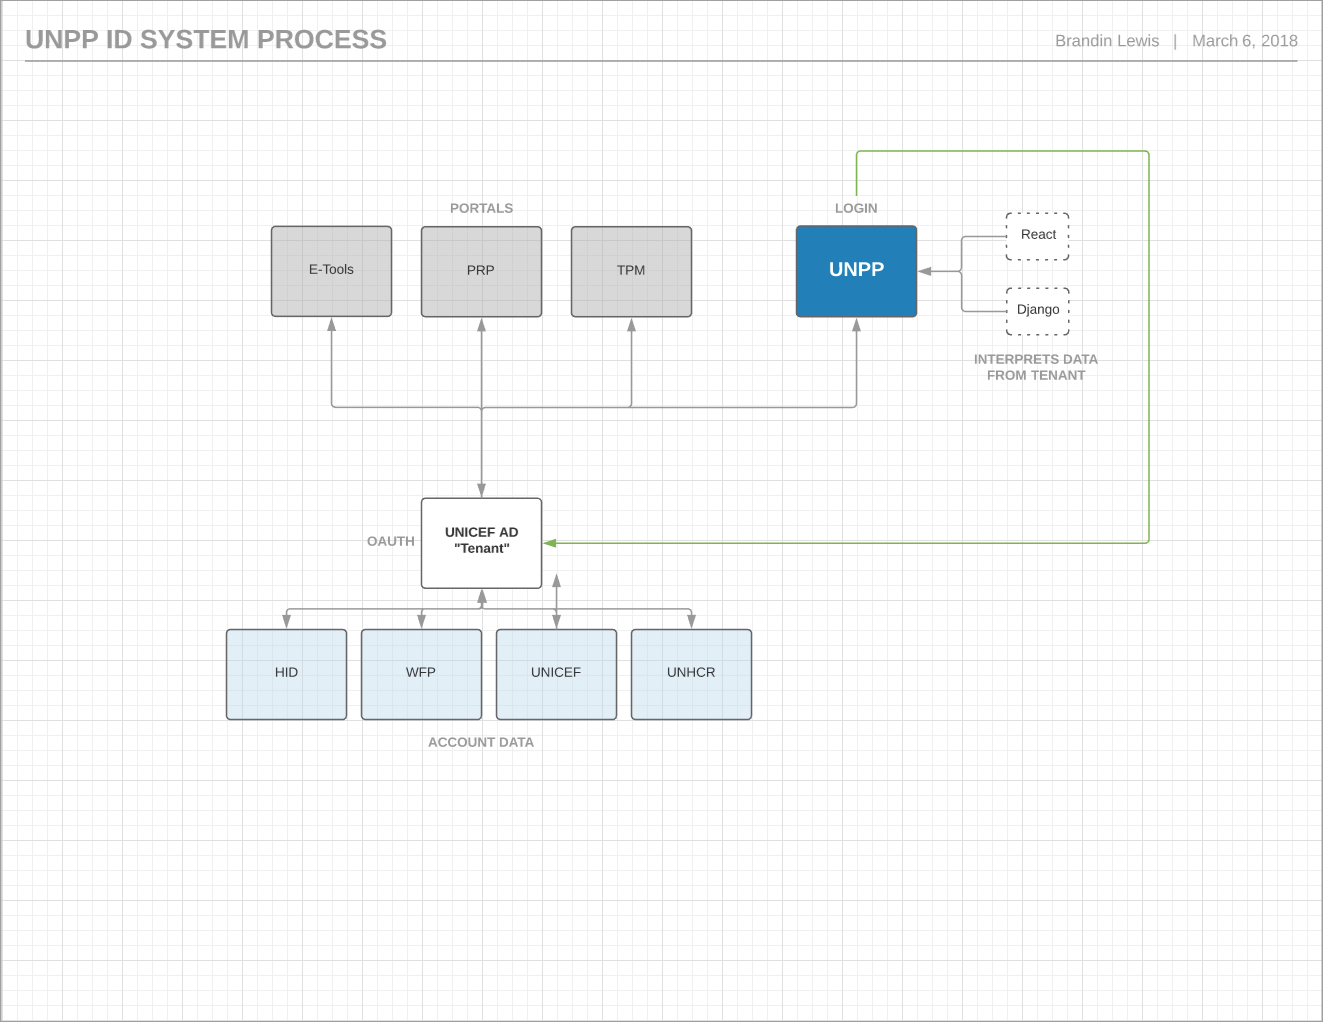 UNPP ID SYSTEM PROCESS
Brandin Lewis | March 6, 2018
PORTALS
LOGIN
E-Tools
PRP
TPM
UNPP
React
Django
INTERPRETS DATA
FROM TENANT
OAUTH
UNICEF AD
"Tenant"
HID
WFP
UNICEF
UNHCR
ACCOUNT DATA